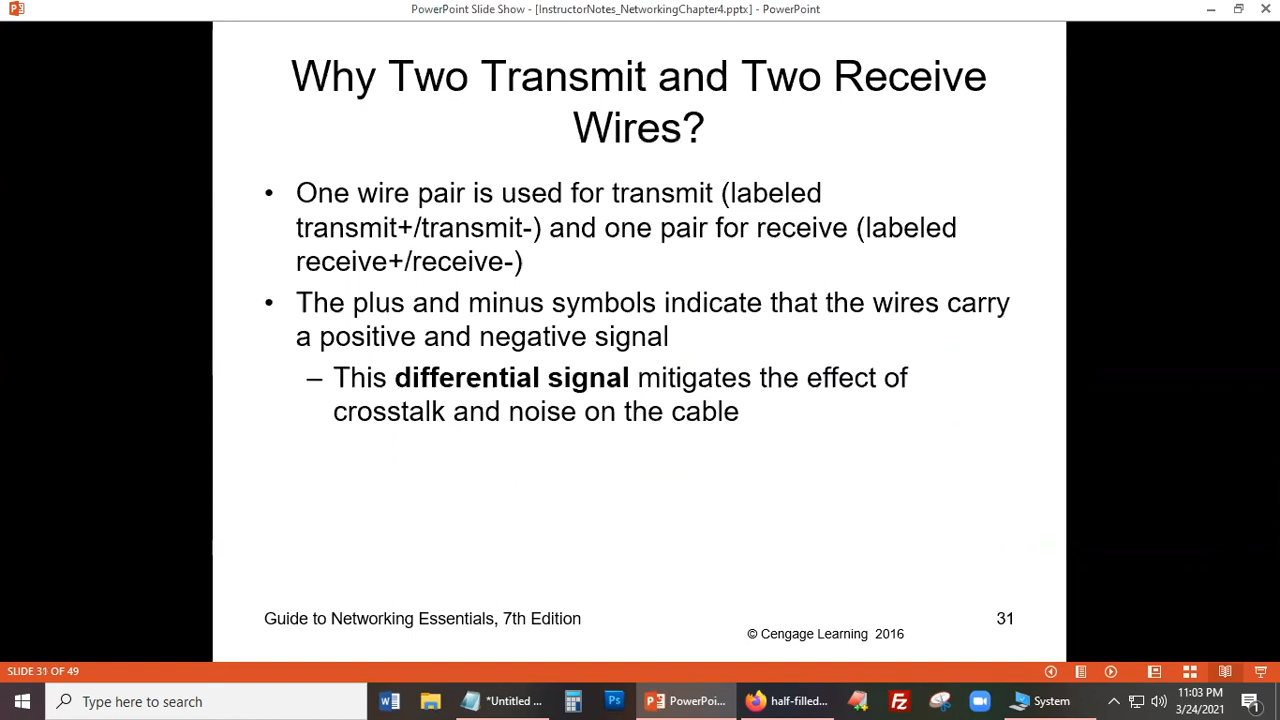 PowerPoint Slide Show - [InstructorNotes_NetworkingChapter4.pptx] - PowerPoint
Why Two Transmit and Two Receive
Wires?
• One wire pair is used for transmit (labeled
transmit+/transmit-) and one pair for receive (labeled
receive+/receive-)
• The plus and minus symbols indicate that the wires carry
a positive and negative signal
– This differential signal mitigates the effect of
crosstalk and noise on the cable
Guide to Networking Essentials, 7th Edition
31
© Cengage Learning 2016
SLIDE 31 OF 49
Type here to search
*Untitled ...
PowerPoi...
half-filled...
System
11:03 PM
3/24/2021